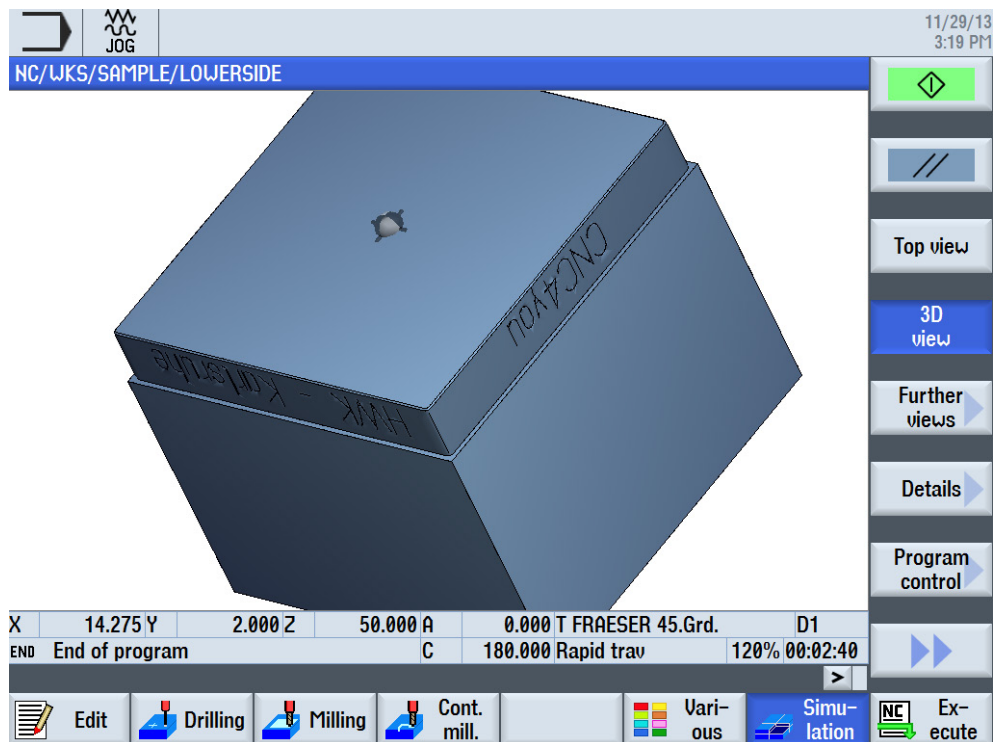 JOG
11/29/13
3:19 PM
NC/WKS/SAMPLE/LOWERSIDE
CNC4you
HWK - Karlsruhe
Top view
3D
view
Further
views
Details
Program
control
X 14.275 Y 2.000 Z 50.000 A 0.000 T FRAESER 45.Grd. D1
END End of program C 180.000 Rapid trav 120% 00:02:40
>
Edit
Drilling
Milling
Cont.
mill.
Vari-
ous
Simu-
lation
NC
Ex-
ecute